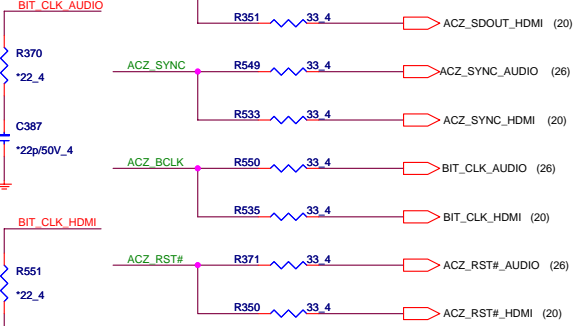 BIT_CLK_AUDIO
R370
*22_4
C387
*22p/50V_4
BIT_CLK_HDMI
R551
*22_4
R351 33_4 ACZ_SDOUT_HDMI (20)
ACZ_SYNC R549 33_4 ACZ_SYNC_AUDIO (26)
R533 33_4 ACZ_SYNC_HDMI (20)
ACZ_BCLK R550 33_4 BIT_CLK_AUDIO (26)
R535 33_4 BIT_CLK_HDMI (20)
ACZ_RST# R371 33_4 ACZ_RST#_AUDIO (26)
R350 33_4 ACZ_RST#_HDMI (20)